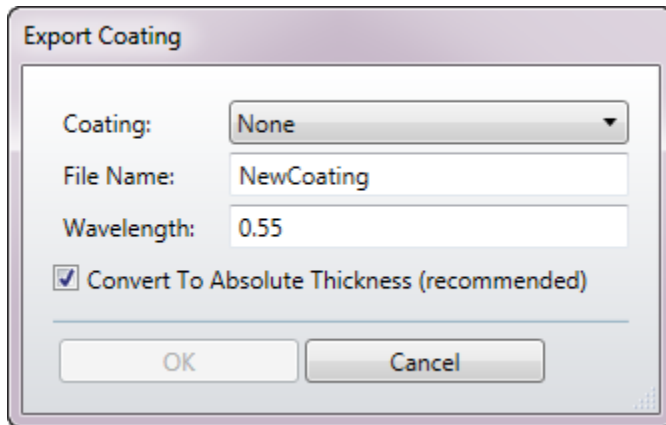 Export Coating
Coating: None
File Name: NewCoating
Wavelength: 0.55
Convert To Absolute Thickness (recommended)
OK Cancel